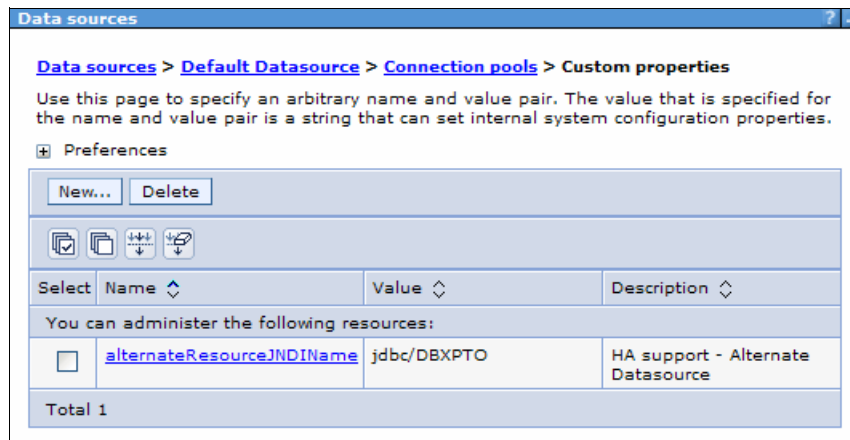 Data sources
?
Data sources > Default Datasource > Connection pools > Custom properties
Use this page to specify an arbitrary name and value pair. The value that is specified for
the name and value pair is a string that can set internal system configuration properties.
Preferences
New... Delete
Select Name Value Description
You can administer the following resources:
alternateResourceJNDIName jdbc/DBXPTO HA support - Alternate
Datasource
Total 1